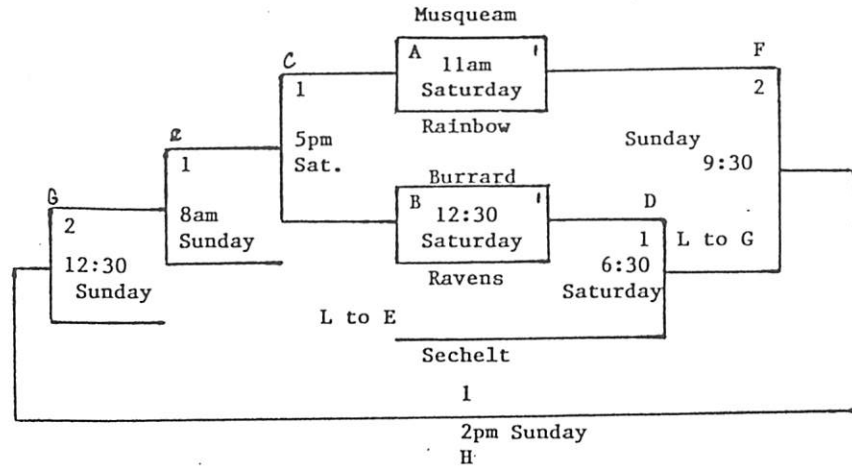 Musqueam
A 11am '
Saturday
Rainbow
C
1
5pm
Sat.
F
2
Sunday
9:30
1
8am
Sunday
Burrard
B 12:30 '
Saturday
Ravens
D
1
6:30
Saturday
L to G
G
2
12:30
Sunday
L to E
Sechelt
1
2pm Sunday
H